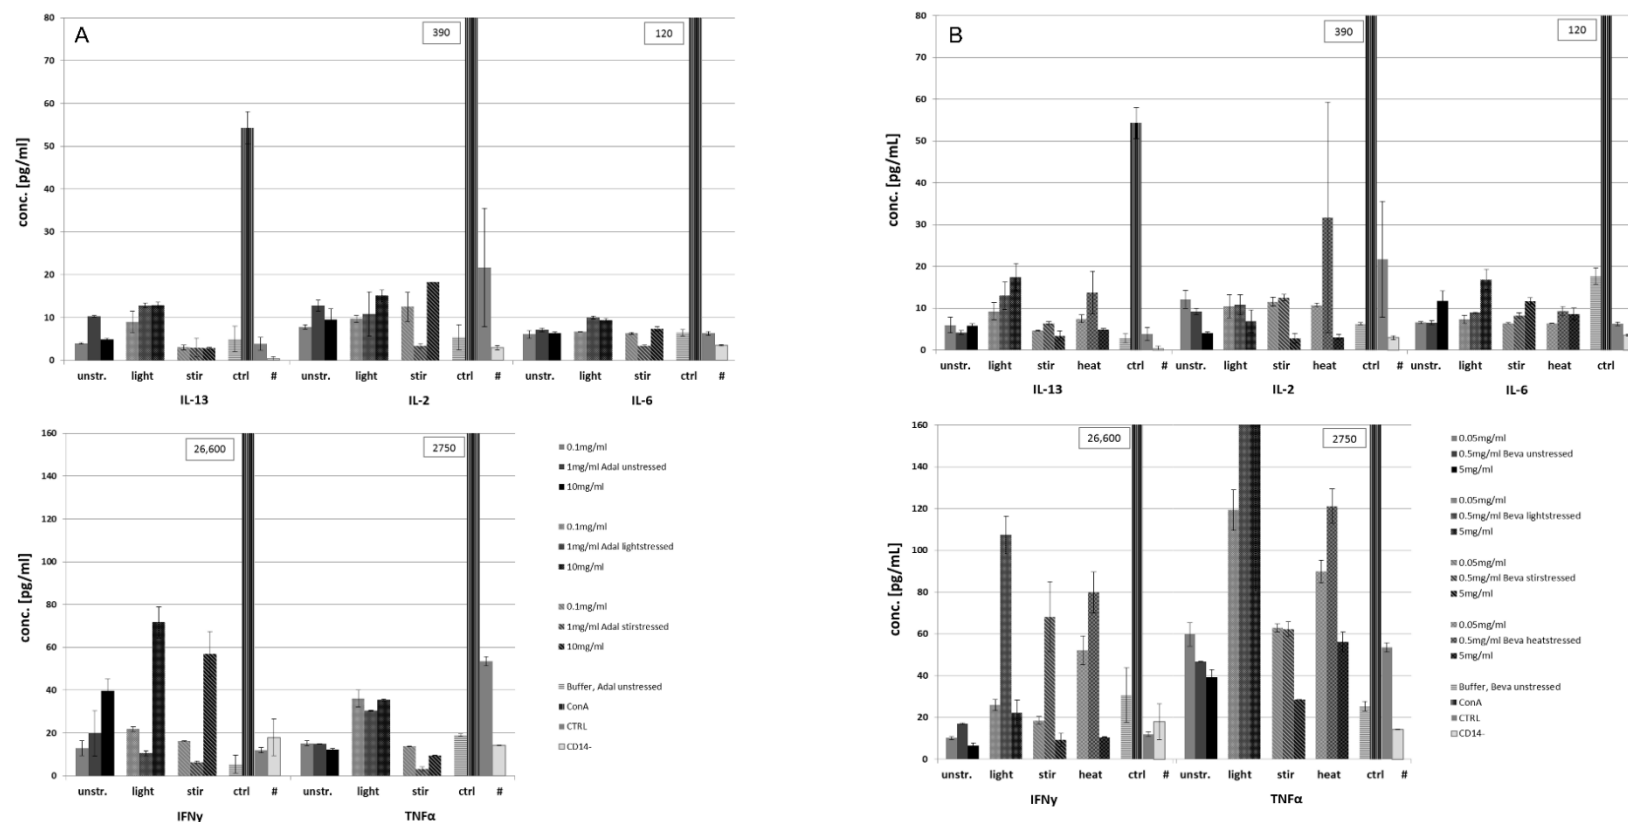 A
390
120
80
70
60
50
40
30
20
10
0
conc. [pg/ml]
unstr. light stir ctrl # unstr. light stir ctrl # unstr. light stir ctrl #
IL-13 IL-2 IL-6
26,600
2750
160
140
120
100
80
60
40
20
0
conc. [pg/ml]
unstr. light stir ctrl # unstr. light stir ctrl #
IFNy TNFα
0.1mg/ml
1mg/ml Adal unstressed
10mg/ml
0.1mg/ml
1mg/ml Adal lightstressed
10mg/ml
0.1mg/ml
1mg/ml Adal stirstressed
10mg/ml
Buffer, Adal unstressed
ConA
CTRL
CD14-
B
390
120
80
70
60
50
40
30
20
10
0
conc. [pg/mL]
unstr. light stir heat ctrl # unstr. light stir heat ctrl # unstr. light stir heat ctrl
IL-13 IL-2 IL-6
26,600
2750
160
140
120
100
80
60
40
20
0
conc. [pg/mL]
unstr. light stir heat ctrl # unstr. light stir heat ctrl #
IFNy TNFα
0.05mg/ml
0.5mg/ml Beva unstressed
5mg/ml
0.05mg/ml
0.5mg/ml Beva lightstressed
5mg/ml
0.05mg/ml
0.5mg/ml Beva stirstressed
5mg/ml
0.05mg/ml
0.5mg/ml Beva heatstressed
5mg/ml
Buffer, Beva unstressed
ConA
CTRL
CD14-